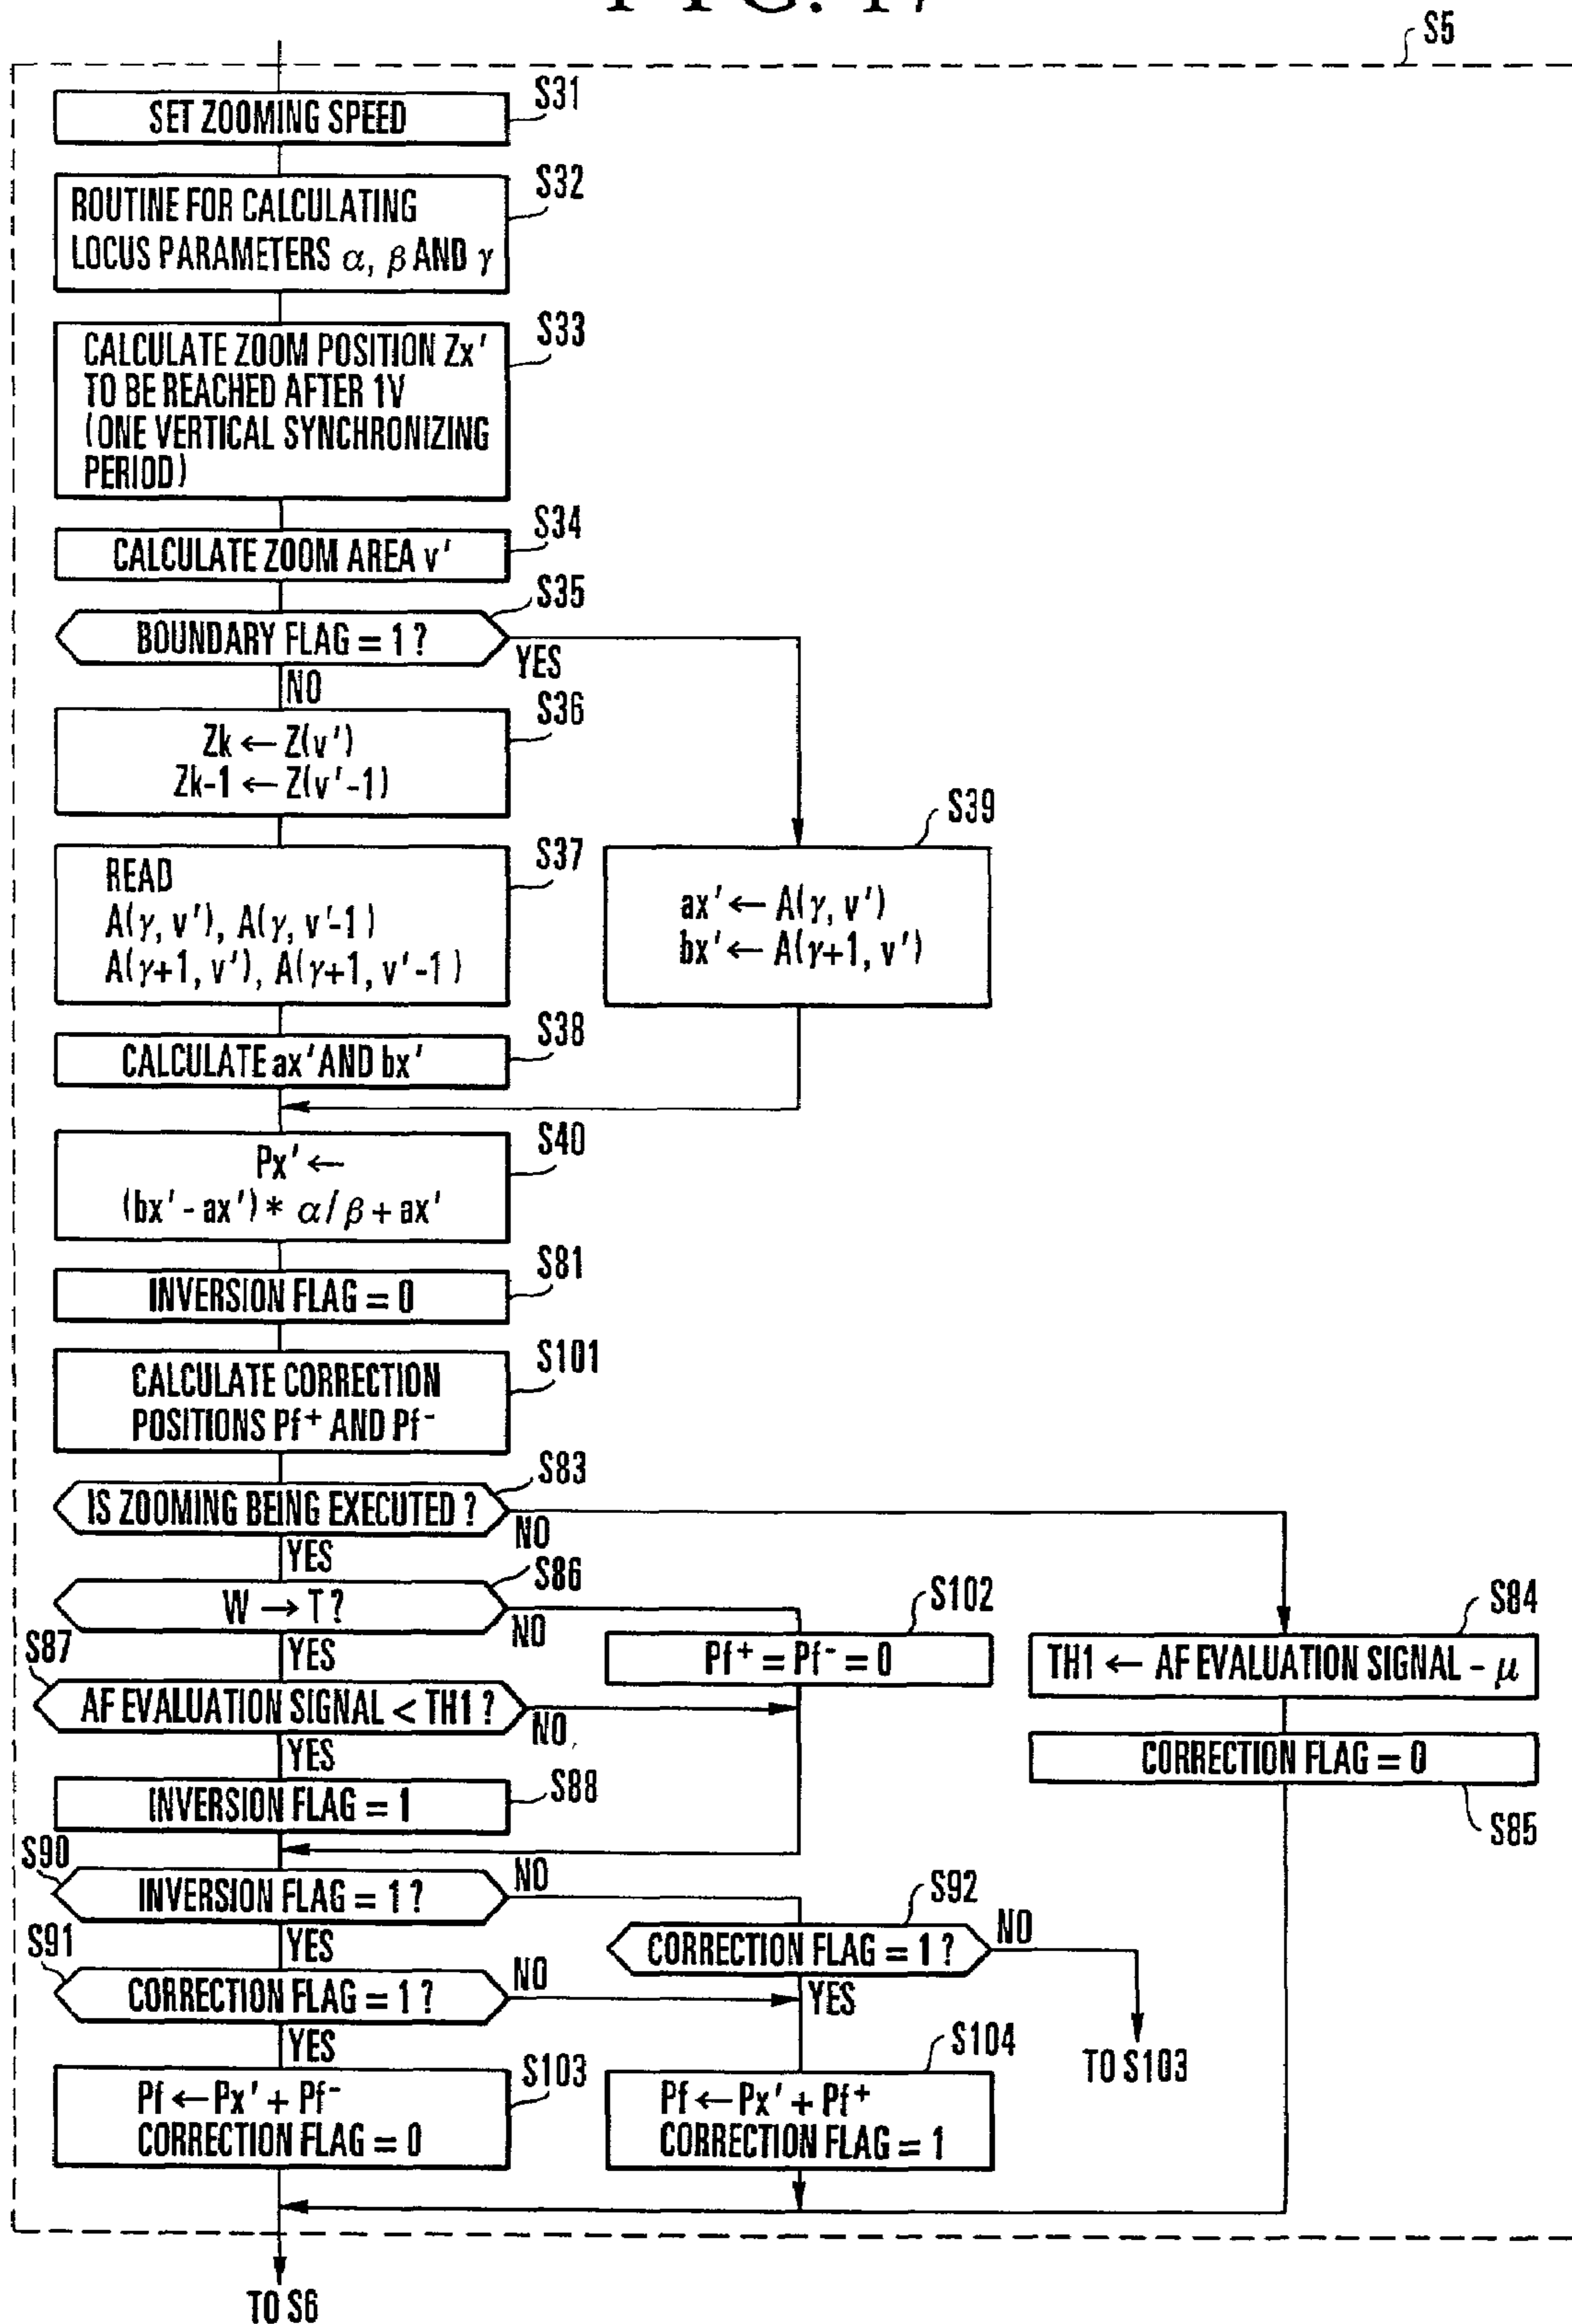 FIG. 17
S5
SET ZOOMING SPEED
S31
ROUTINE FOR CALCULATING
LOCUS PARAMETERS α, β AND γ
S32
CALCULATE ZOOM POSITION Zx'
TO BE REACHED AFTER 1V
(ONE VERTICAL SYNCHRONIZING
PERIOD)
S33
CALCULATE ZOOM AREA v'
S34
BOUNDARY FLAG = 1 ?
S35
YES
NO
Zk ← Z(v')
Zk-1 ← Z(v'-1)
S36
READ
A(γ, v'), A(γ, v'-1)
A(γ+1, v'), A(γ+1, v'-1)
S37
ax' ← A(γ, v')
bx' ← A(γ+1, v')
S39
CALCULATE ax' AND bx'
S38
Px' ←
(bx' - ax') * α/β + ax'
S40
INVERSION FLAG = 0
S81
CALCULATE CORRECTION
POSITIONS Pf+ AND Pf-
S101
IS ZOOMING BEING EXECUTED ?
S83
NO
YES
W → T ?
S86
NO
YES
Pf+ = Pf- = 0
S102
TH1 ← AF EVALUATION SIGNAL - μ
S84
S87
AF EVALUATION SIGNAL < TH1 ?
NO
YES
CORRECTION FLAG = 0
S85
INVERSION FLAG = 1
S88
S90
INVERSION FLAG = 1 ?
NO
YES
CORRECTION FLAG = 1 ?
S92
NO
YES
TO S103
S91
CORRECTION FLAG = 1 ?
NO
YES
Pf ← Px' + Pf-
CORRECTION FLAG = 0
S103
Pf ← Px' + Pf+
CORRECTION FLAG = 1
S104
TO S6